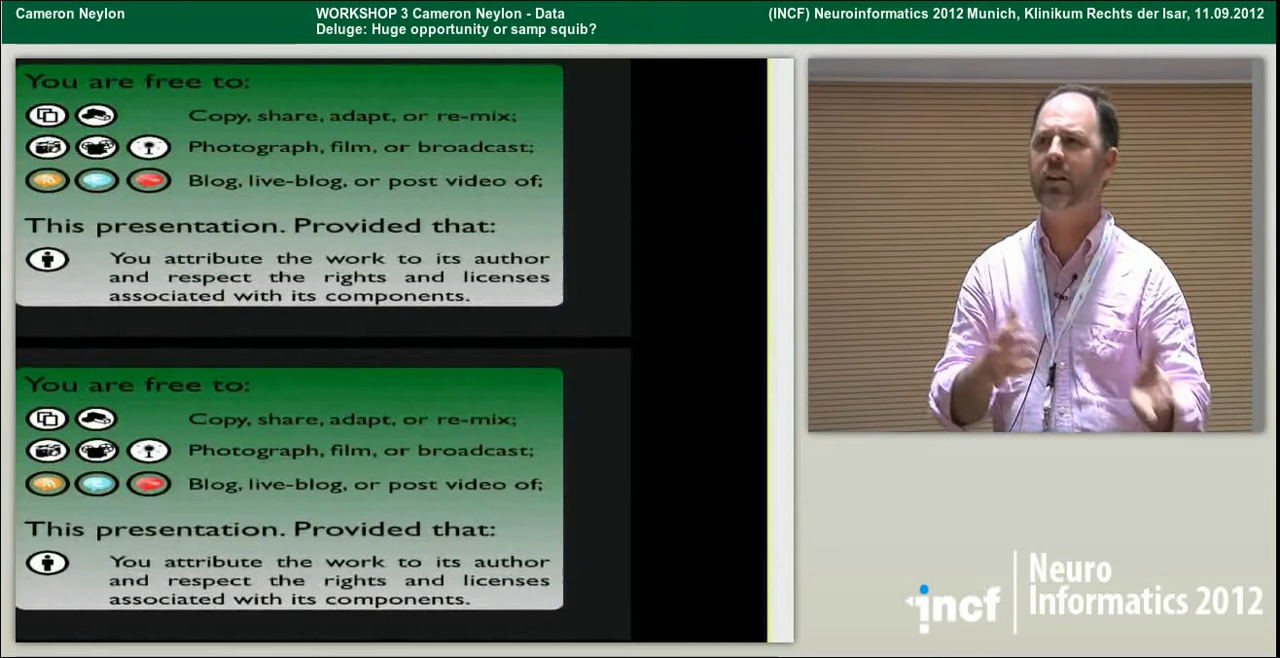 Cameron Neylon
WORKSHOP 3 Cameron Neylon - Data
Deluge: Huge opportunity or samp squib?
(INCF) Neuroinformatics 2012 Munich, Klinikum Rechts der Isar, 11.09.2012
You are free to:
Copy, share, adapt, or re-mix;
Photograph, film, or broadcast;
Blog, live-blog, or post video of;
This presentation. Provided that:
You attribute the work to its author
and respect the rights and licenses
associated with its components.
You are free to:
Copy, share, adapt, or re-mix;
Photograph, film, or broadcast;
Blog, live-blog, or post video of;
This presentation. Provided that:
You attribute the work to its author
and respect the rights and licenses
associated with its components.
incf
Neuro
Informatics 2012